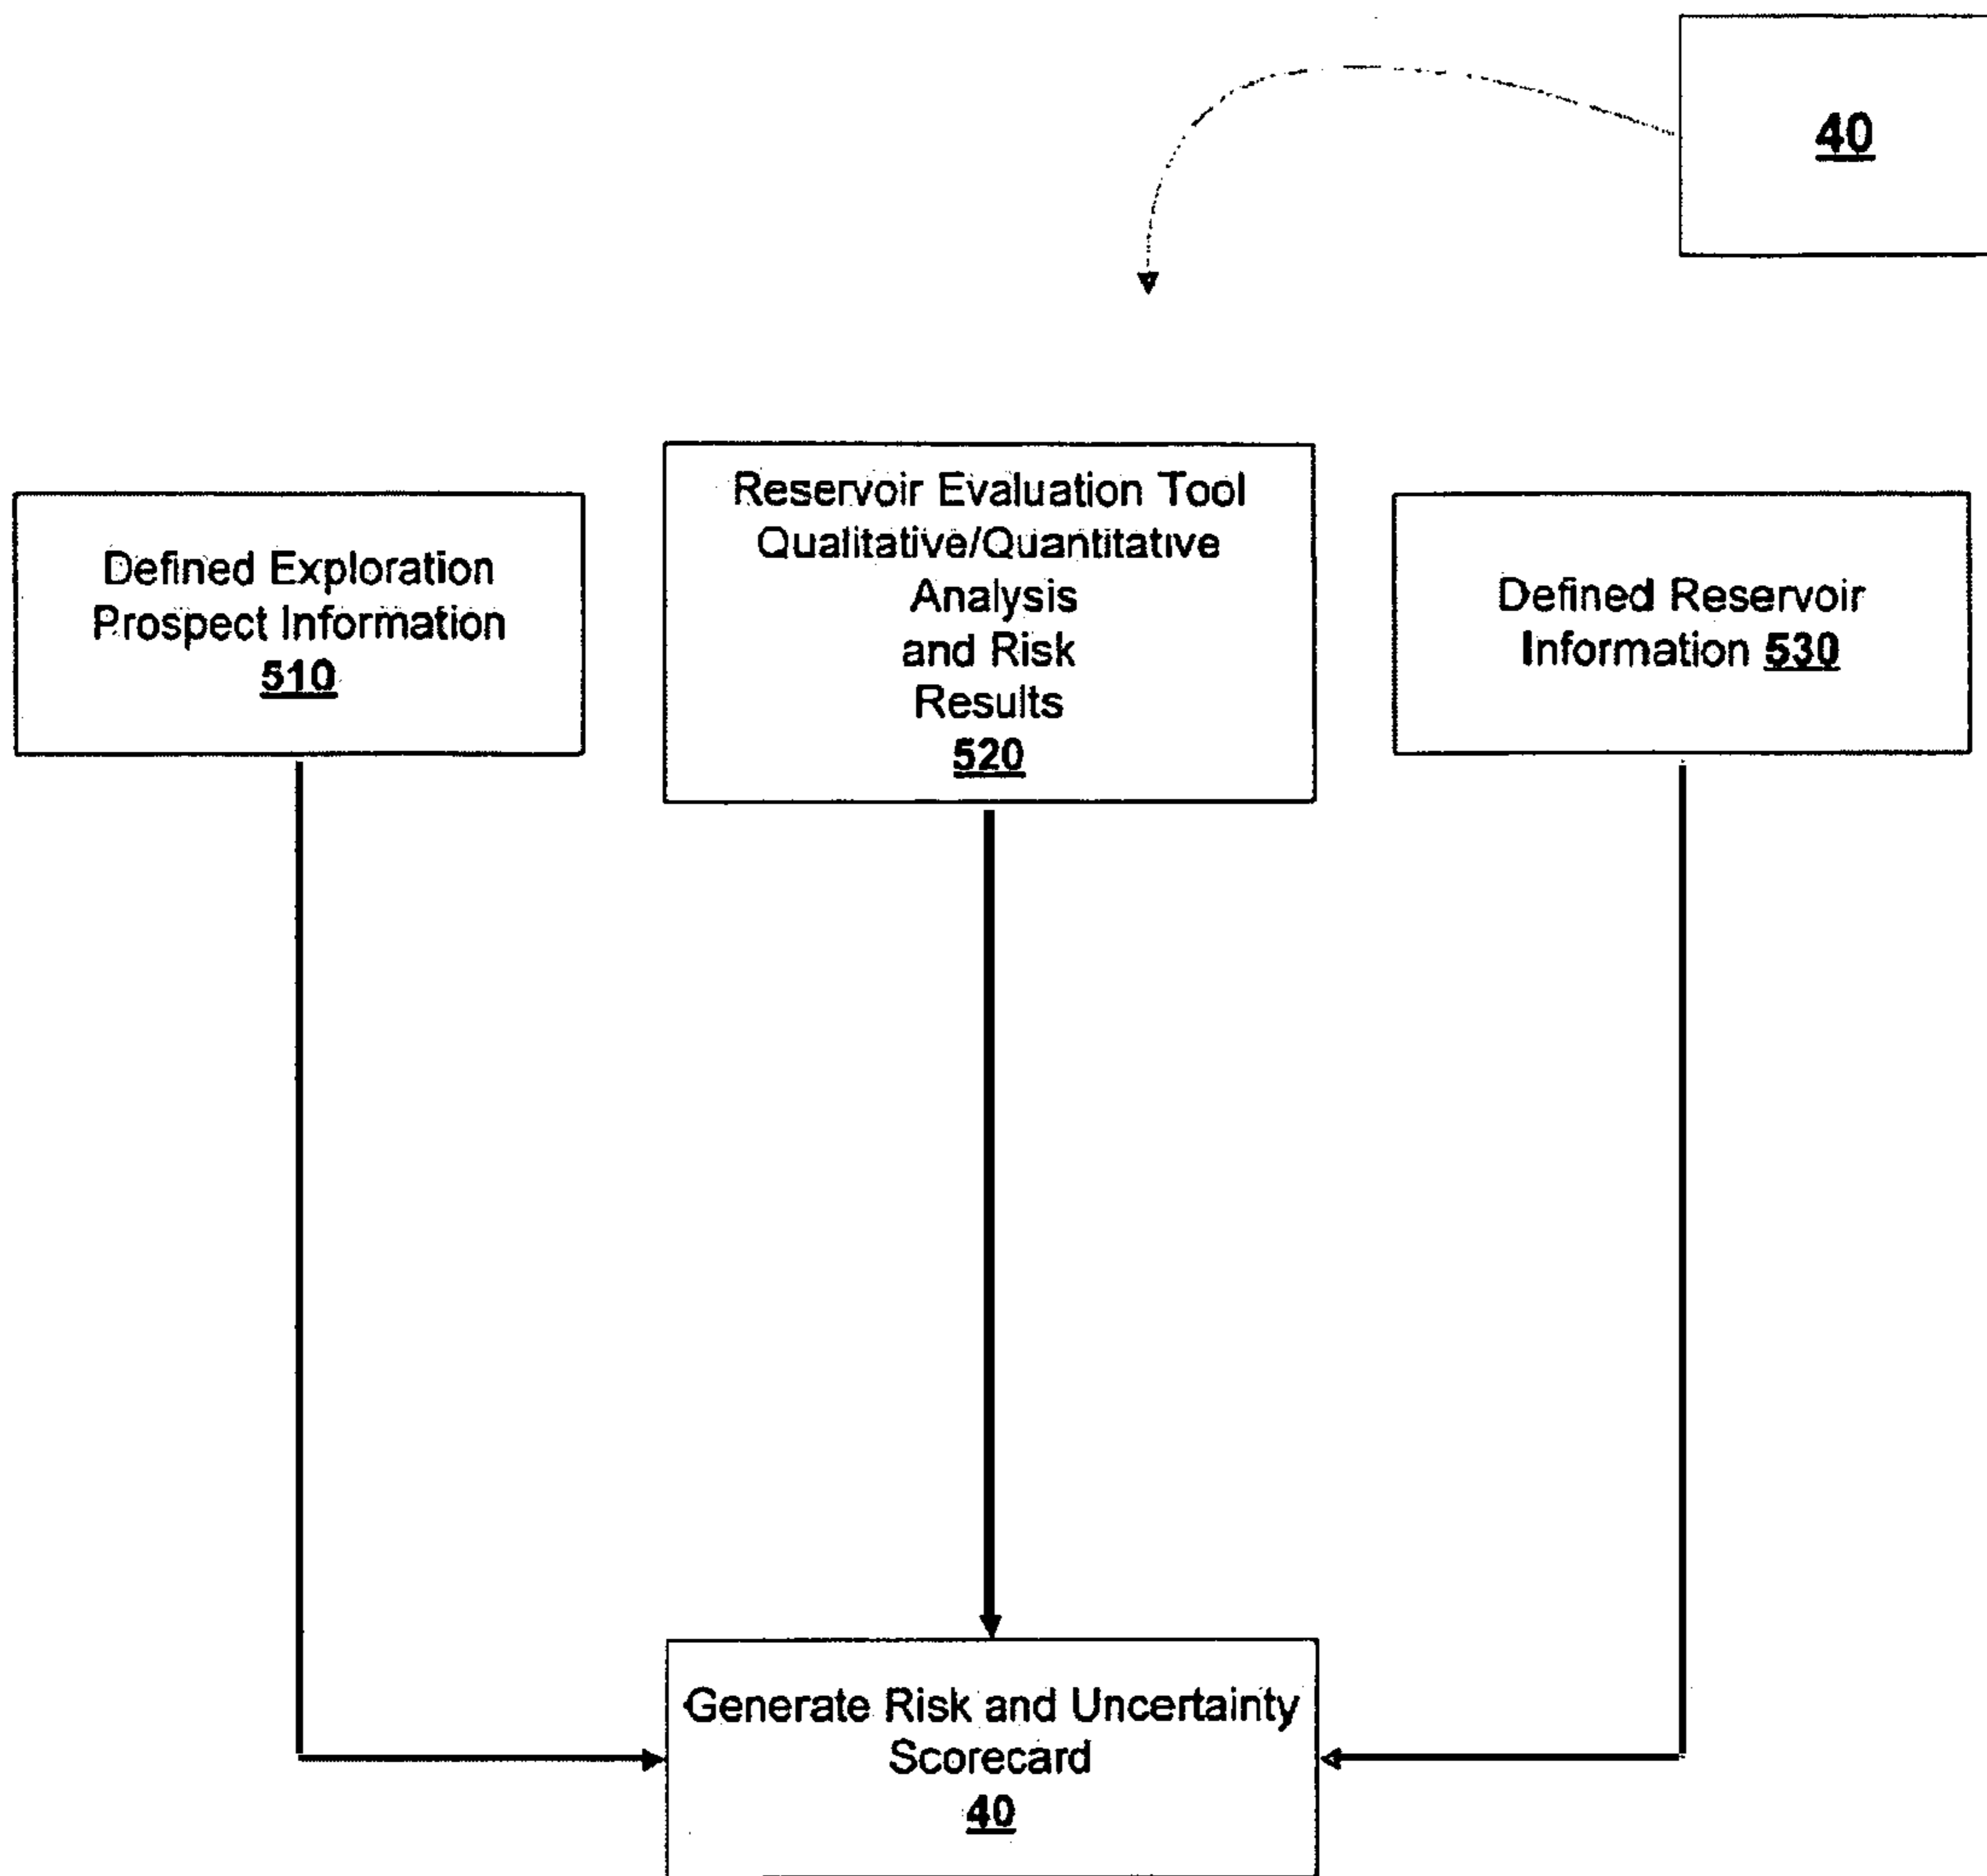 40
Defined Exploration
Prospect Information
510
Reservoir Evaluation Tool
Qualitative/Quantitative
Analysis
and Risk
Results
520
Defined Reservoir
Information 530
Generate Risk and Uncertainty
Scorecard
40